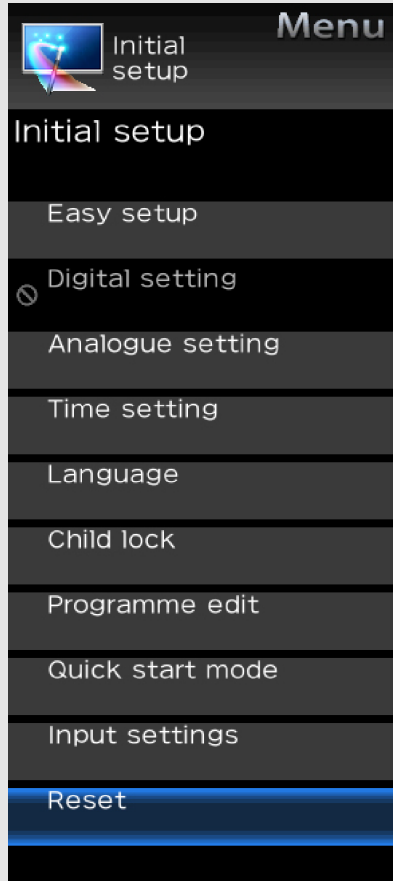 Menu
Initial
setup
Initial setup
Easy setup
Digital setting
Analogue setting
Time setting
Language
Child lock
Programme edit
Quick start mode
Input settings
Reset